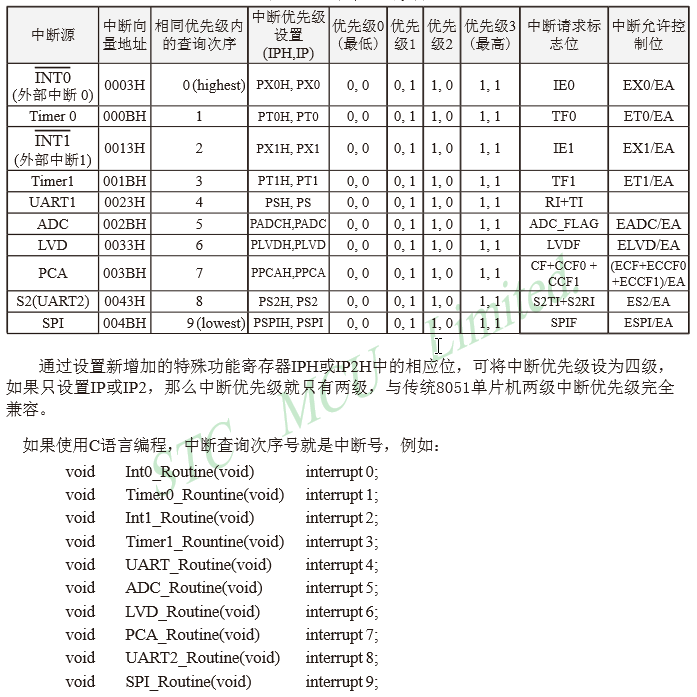 中断源 中断向量地址 相同优先级内的查询次序 中断优先级设置(IPH,IP) 优先级0(最低) 优先级1 优先级2 优先级3(最高) 中断请求标志位 中断允许控制位
INT0(外部中断 0) 0003H 0 (highest) PX0H, PX0 0, 0 0, 1 1, 0 1, 1 IE0 EX0/EA
Timer 0 000BH 1 PT0H, PT0 0, 0 0, 1 1, 0 1, 1 TF0 ET0/EA
INT1(外部中断1) 0013H 2 PX1H, PX1 0, 0 0, 1 1, 0 1, 1 IE1 EX1/EA
Timer1 001BH 3 PT1H, PT1 0, 0 0, 1 1, 0 1, 1 TF1 ET1/EA
UART1 0023H 4 PSH, PS 0, 0 0, 1 1, 0 1, 1 RI+TI
ADC 002BH 5 PADCH,PADC 0, 0 0, 1 1, 0 1, 1 ADC_FLAG EADC/EA
LVD 0033H 6 PLVDH,PLVD 0, 0 0, 1 1, 0 1, 1 LVDF ELVD/EA
PCA 003BH 7 PPCAH,PPCA 0, 0 0, 1 1, 0 1, 1 CF+CCF0 + CCF1 (ECF+ECCF0+ECCF1)/EA
S2(UART2) 0043H 8 PS2H, PS2 0, 0 0, 1 1, 0 1, 1 S2TI+S2RI ES2/EA
SPI 004BH 9 (lowest) PSPIH, PSPI 0, 0 0, 1 1, 0 1, 1 SPIF ESPI/EA
通过设置新增加的特殊功能寄存器IPH或IP2H中的相应位，可将中断优先级设为四级，
如果只设置IP或IP2，那么中断优先级就只有两级，与传统8051单片机两级中断优先级完全
兼容。
如果使用C语言编程，中断查询次序号就是中断号，例如：
void Int0_Routine(void) interrupt 0;
void Timer0_Rountine(void) interrupt 1;
void Int1_Routine(void) interrupt 2;
void Timer1_Rountine(void) interrupt 3;
void UART_Routine(void) interrupt 4;
void ADC_Routine(void) interrupt 5;
void LVD_Routine(void) interrupt 6;
void PCA_Routine(void) interrupt 7;
void UART2_Routine(void) interrupt 8;
void SPI_Routine(void) interrupt 9;
STC MCU Limited.